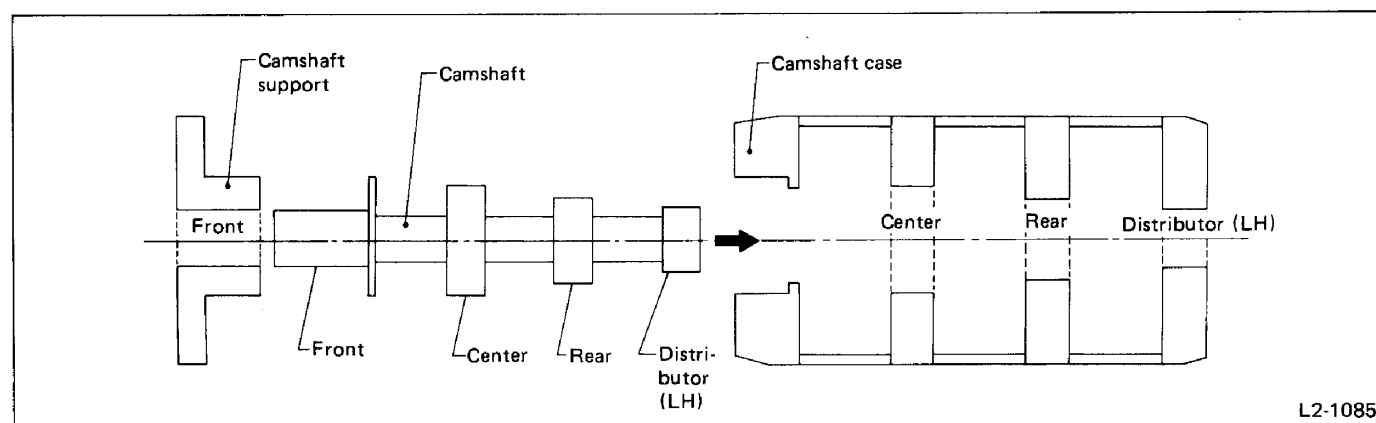 Camshaft
support
Camshaft
Camshaft case
Front
Center
Rear
Distributor (LH)
Front
Center
Rear
Distri-
butor
(LH)
L2-1085